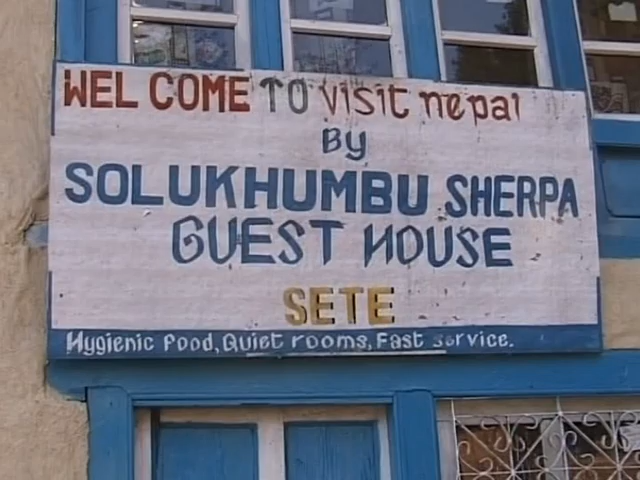 WEL COME TO visit nepal
By
SOLUKHUMBU SHERPA
GUEST HOUSE
SETE
Hygienic Food, Quiet rooms, Fast service.